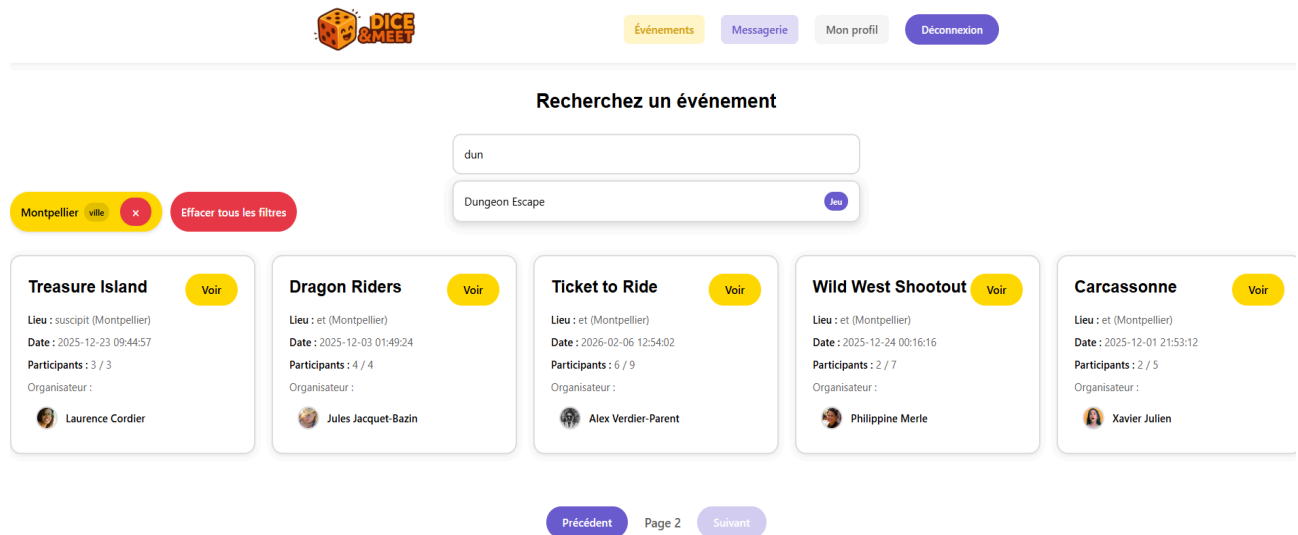 DICE
&MEET
Événements
Messagerie
Mon profil
Déconnexion
Recherchez un événement
dun
Dungeon Escape
Jeu
Montpellier ville ×
Effacer tous les filtres
Treasure Island
Voir
Lieu : suscipit (Montpellier)
Date : 2025-12-23 09:44:57
Participants : 3 / 3
Organisateur :
Laurence Cordier
Dragon Riders
Voir
Lieu : et (Montpellier)
Date : 2025-12-03 01:49:24
Participants : 4 / 4
Organisateur :
Jules Jacquet-Bazin
Ticket to Ride
Voir
Lieu : et (Montpellier)
Date : 2026-02-06 12:54:02
Participants : 6 / 9
Organisateur :
Alex Verdier-Parent
Wild West Shootout
Voir
Lieu : et (Montpellier)
Date : 2025-12-24 00:16:16
Participants : 2 / 7
Organisateur :
Philippine Merle
Carcassonne
Voir
Lieu : et (Montpellier)
Date : 2025-12-01 21:53:12
Participants : 2 / 5
Organisateur :
Xavier Julien
Précédent
Page 2
Suivant